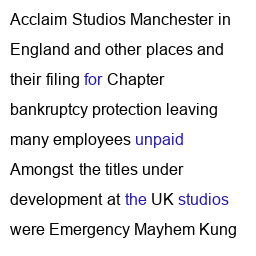 Acclaim Studios Manchester in
England and other places and
their filing for Chapter
bankruptcy protection leaving
many employees unpaid
Amongst the titles under
development at the UK studios
were Emergency Mayhem Kung